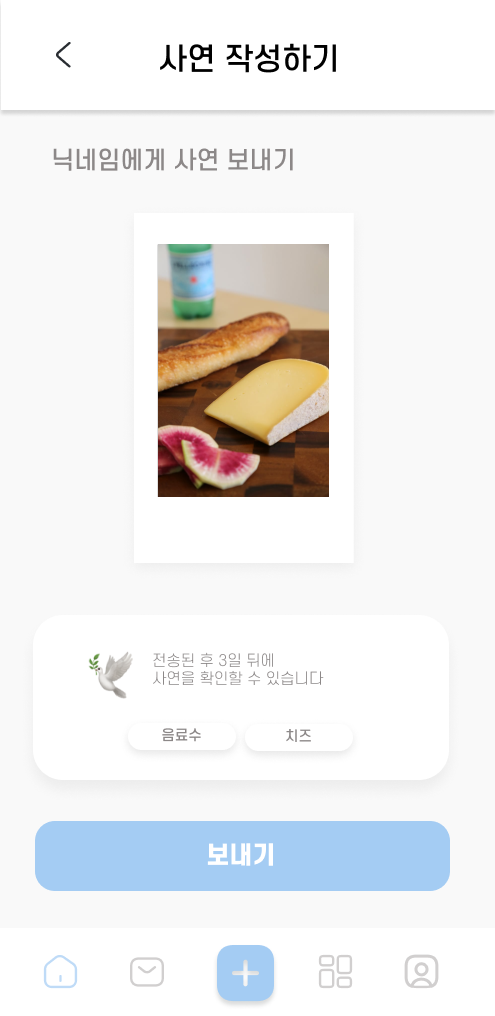 사연 작성하기
닉네임에게 사연 보내기
전송된 후 3일 뒤에
사연을 확인할 수 있습니다
음료수
치즈
보내기